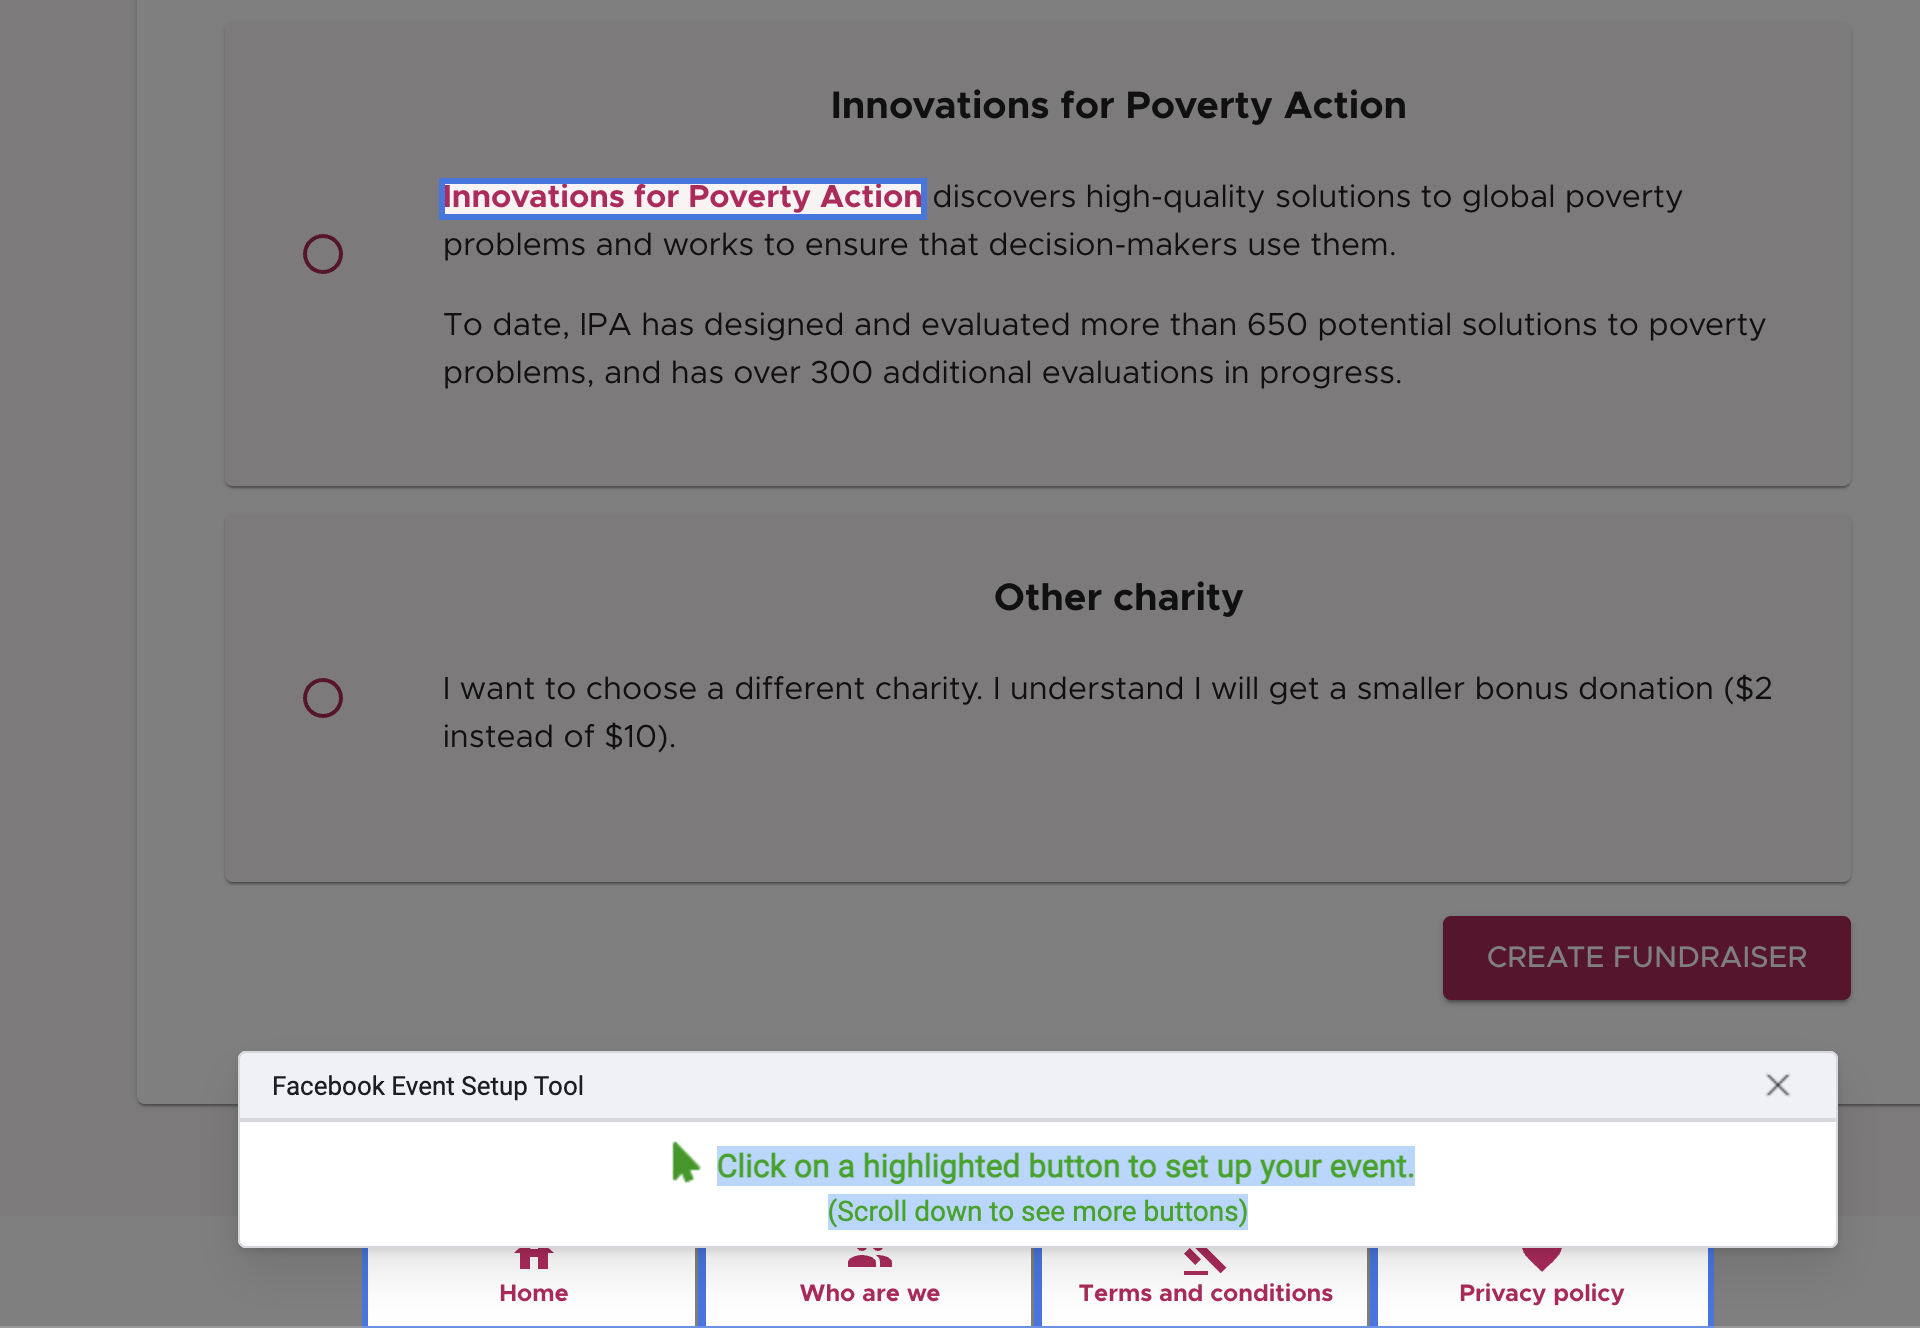 Innovations for Poverty Action
Innovations for Poverty Action discovers high-quality solutions to global poverty
problems and works to ensure that decision-makers use them.
To date, IPA has designed and evaluated more than 650 potential solutions to poverty
problems, and has over 300 additional evaluations in progress.
Other charity
I want to choose a different charity. I understand I will get a smaller bonus donation ($2
instead of $10).
CREATE FUNDRAISER
Facebook Event Setup Tool
Click on a highlighted button to set up your event.
(Scroll down to see more buttons)
Home
Who are we
Terms and conditions
Privacy policy